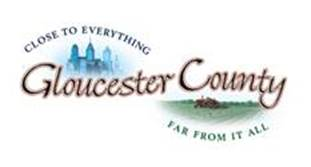 CLOSE TO EVERYTHING
Gloucester County
FAR FROM IT ALL